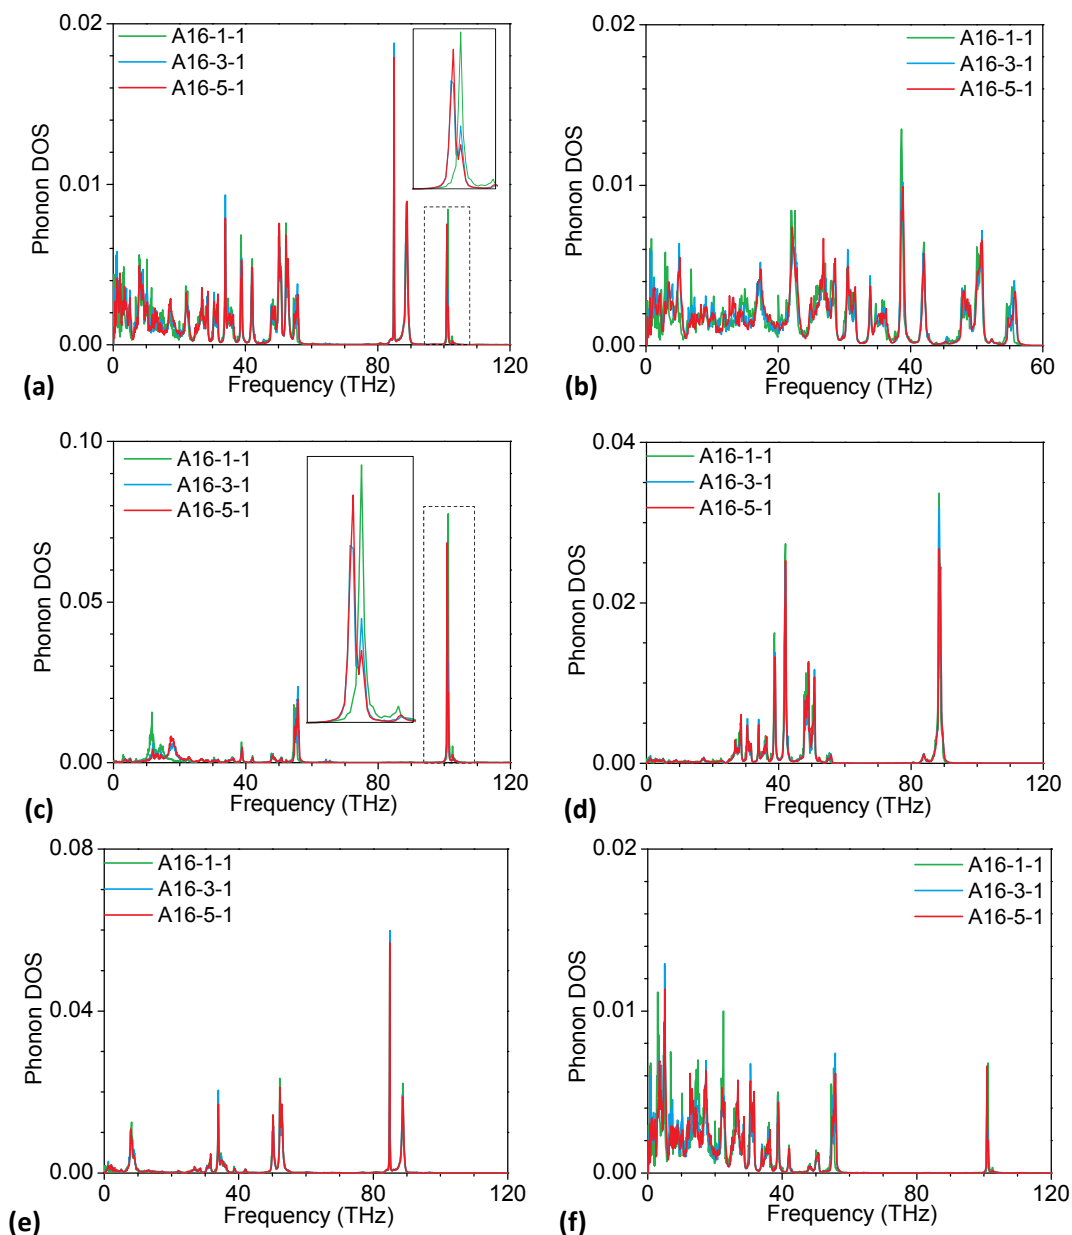 0.02
A16-1-1
A16-3-1
A16-5-1
0.01
0.00
Phonon DOS
0 40 80 120
Frequency (THz)
(a)
0.02
A16-1-1
A16-3-1
A16-5-1
0.01
0.00
Phonon DOS
0 20 40 60
Frequency (THz)
(b)
0.10
A16-1-1
A16-3-1
A16-5-1
0.05
0.00
Phonon DOS
0 40 80 120
Frequency (THz)
(c)
0.04
A16-1-1
A16-3-1
A16-5-1
0.02
0.00
Phonon DOS
0 40 80 120
Frequency (THz)
(d)
0.08
A16-1-1
A16-3-1
A16-5-1
0.04
0.00
Phonon DOS
0 40 80 120
Frequency (THz)
(e)
0.02
A16-1-1
A16-3-1
A16-5-1
0.01
0.00
Phonon DOS
0 40 80 120
Frequency (THz)
(f)